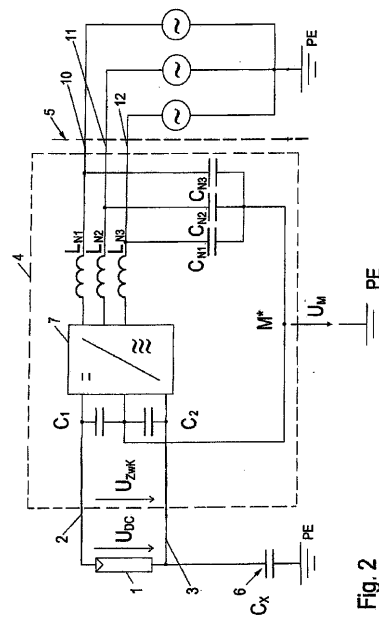 4
5
10
11
12
7
L_N1
L_N2
L_N3
C_1
C_2
C_N1
C_N2
C_N3
2
U_DC
U_ZwK
1
3
M*
U_M
6
C_X
PE
PE
PE
=
≈
Fig. 2